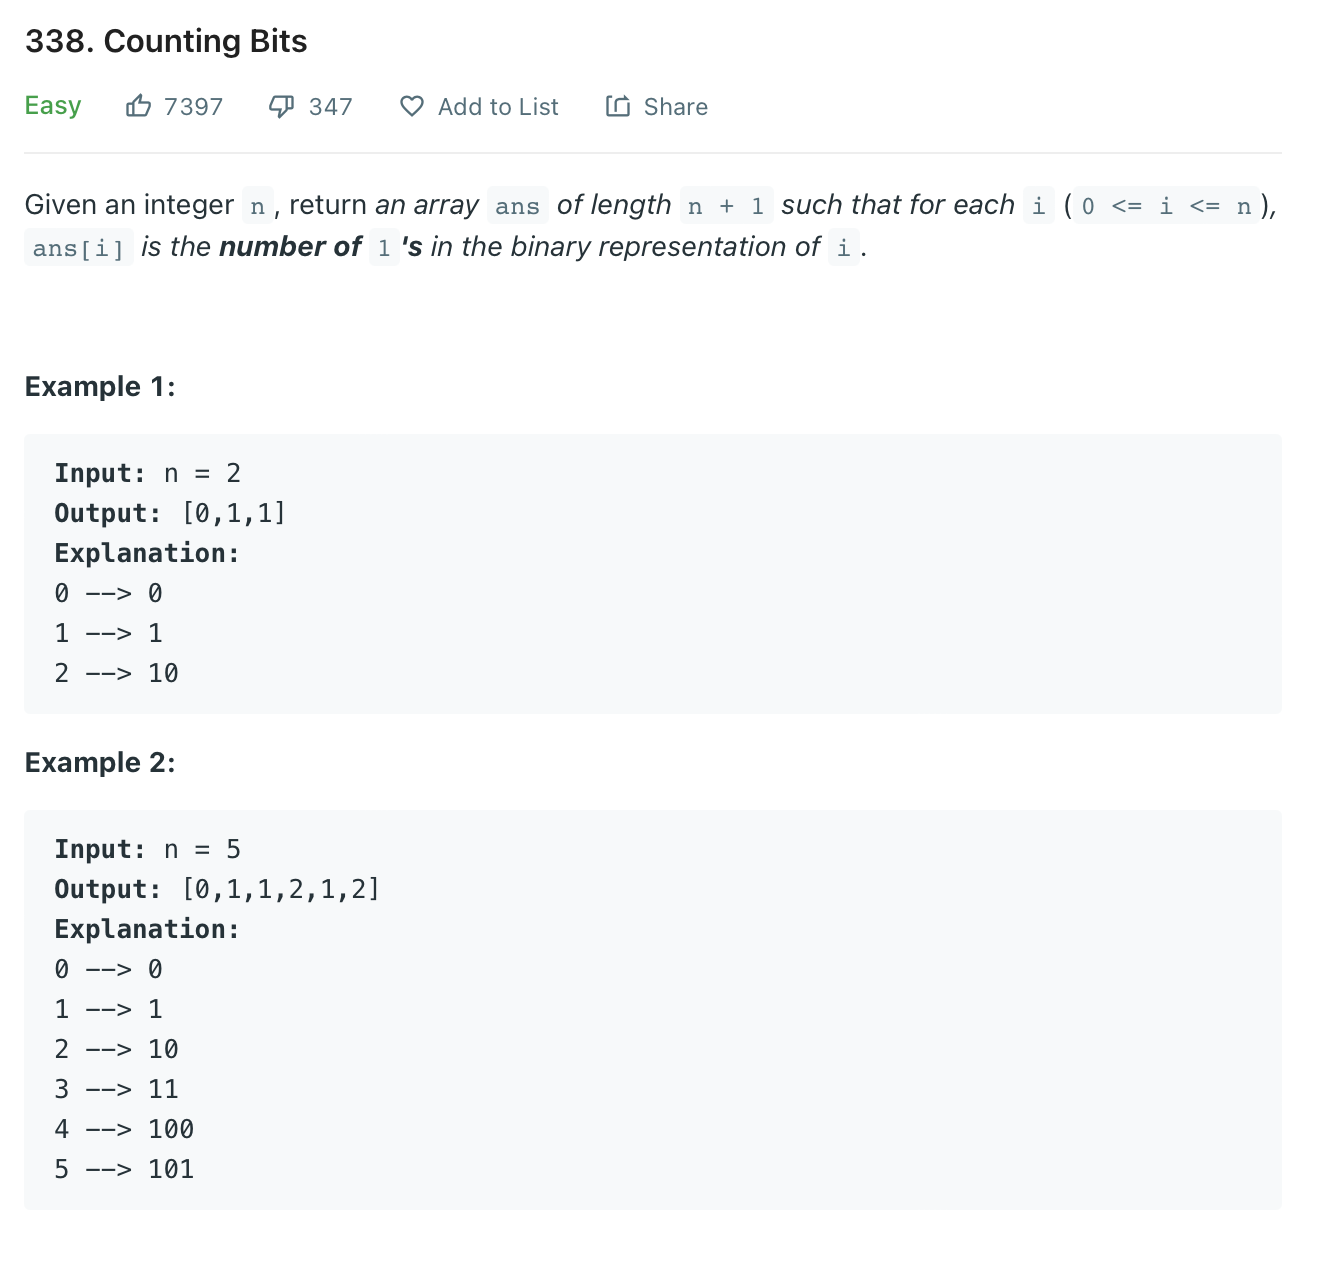 338. Counting Bits
Easy 7397 347 Add to List Share
Given an integer n, return an array ans of length n + 1 such that for each i (0 <= i <= n),
ans[i] is the number of 1's in the binary representation of i.
Example 1:
Input: n = 2
Output: [0,1,1]
Explanation:
0 --> 0
1 --> 1
2 --> 10
Example 2:
Input: n = 5
Output: [0,1,1,2,1,2]
Explanation:
0 --> 0
1 --> 1
2 --> 10
3 --> 11
4 --> 100
5 --> 101